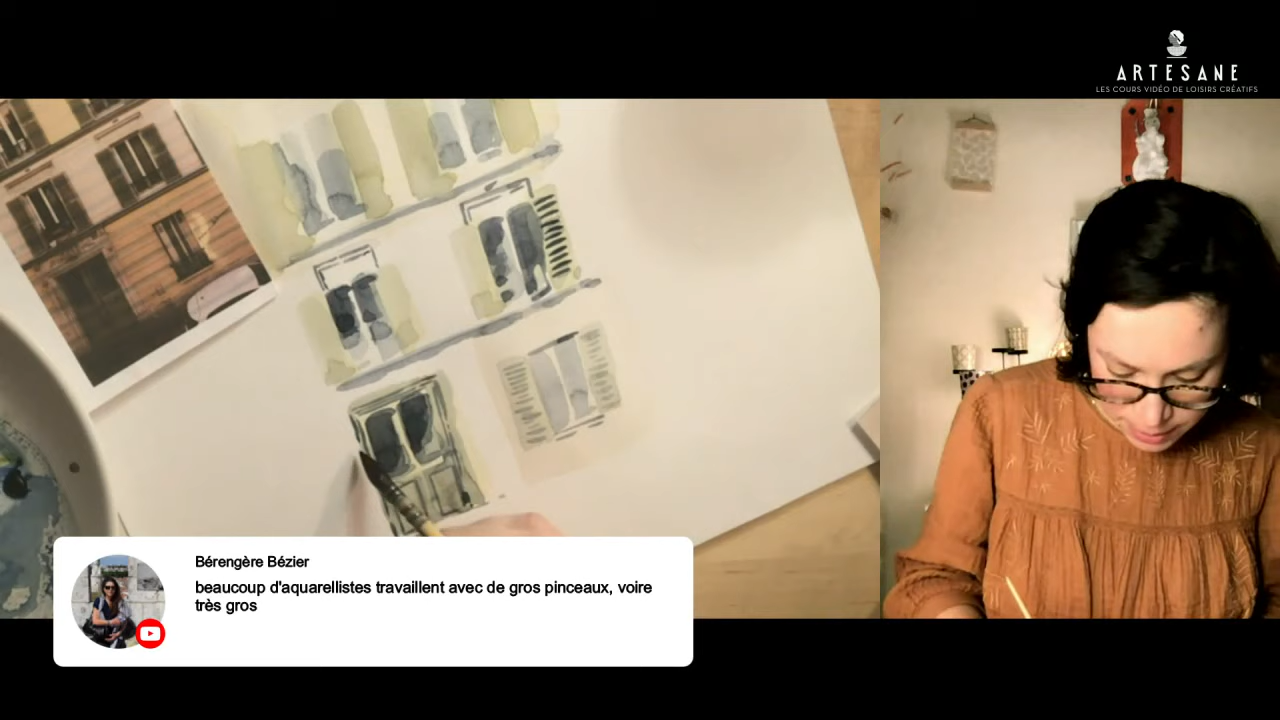 ARTESANE
LES COURS VIDÉO DE LOISIRS CRÉATIFS
Bérengère Bézier
beaucoup d'aquarellistes travaillent avec de gros pinceaux, voire
très gros